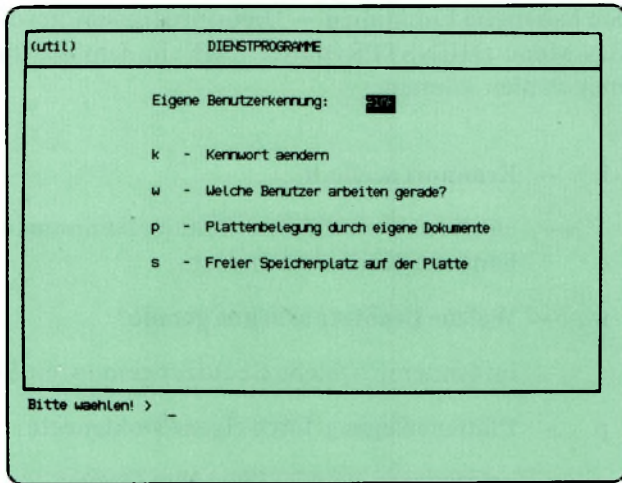 (util) DIENSTPROGRAMME
Eigene Benutzerkennung:
k - Kennwort aendern
w - Welche Benutzer arbeiten gerade?
p - Plattenbelegung durch eigene Dokumente
s - Freier Speicherplatz auf der Platte
Bitte waehlen! > _